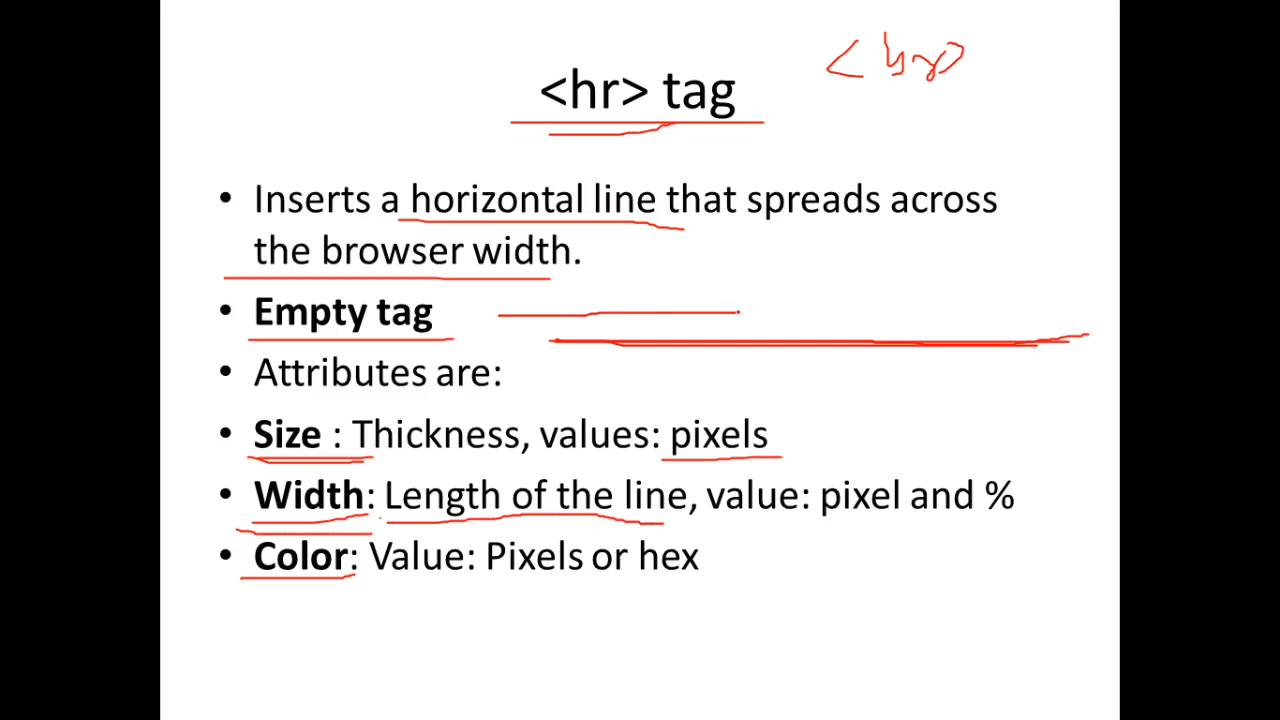 <hr>
<hr> tag
• Inserts a horizontal line that spreads across
the browser width.
• Empty tag
• Attributes are:
• Size : Thickness, values: pixels
• Width: Length of the line, value: pixel and %
• Color: Value: Pixels or hex